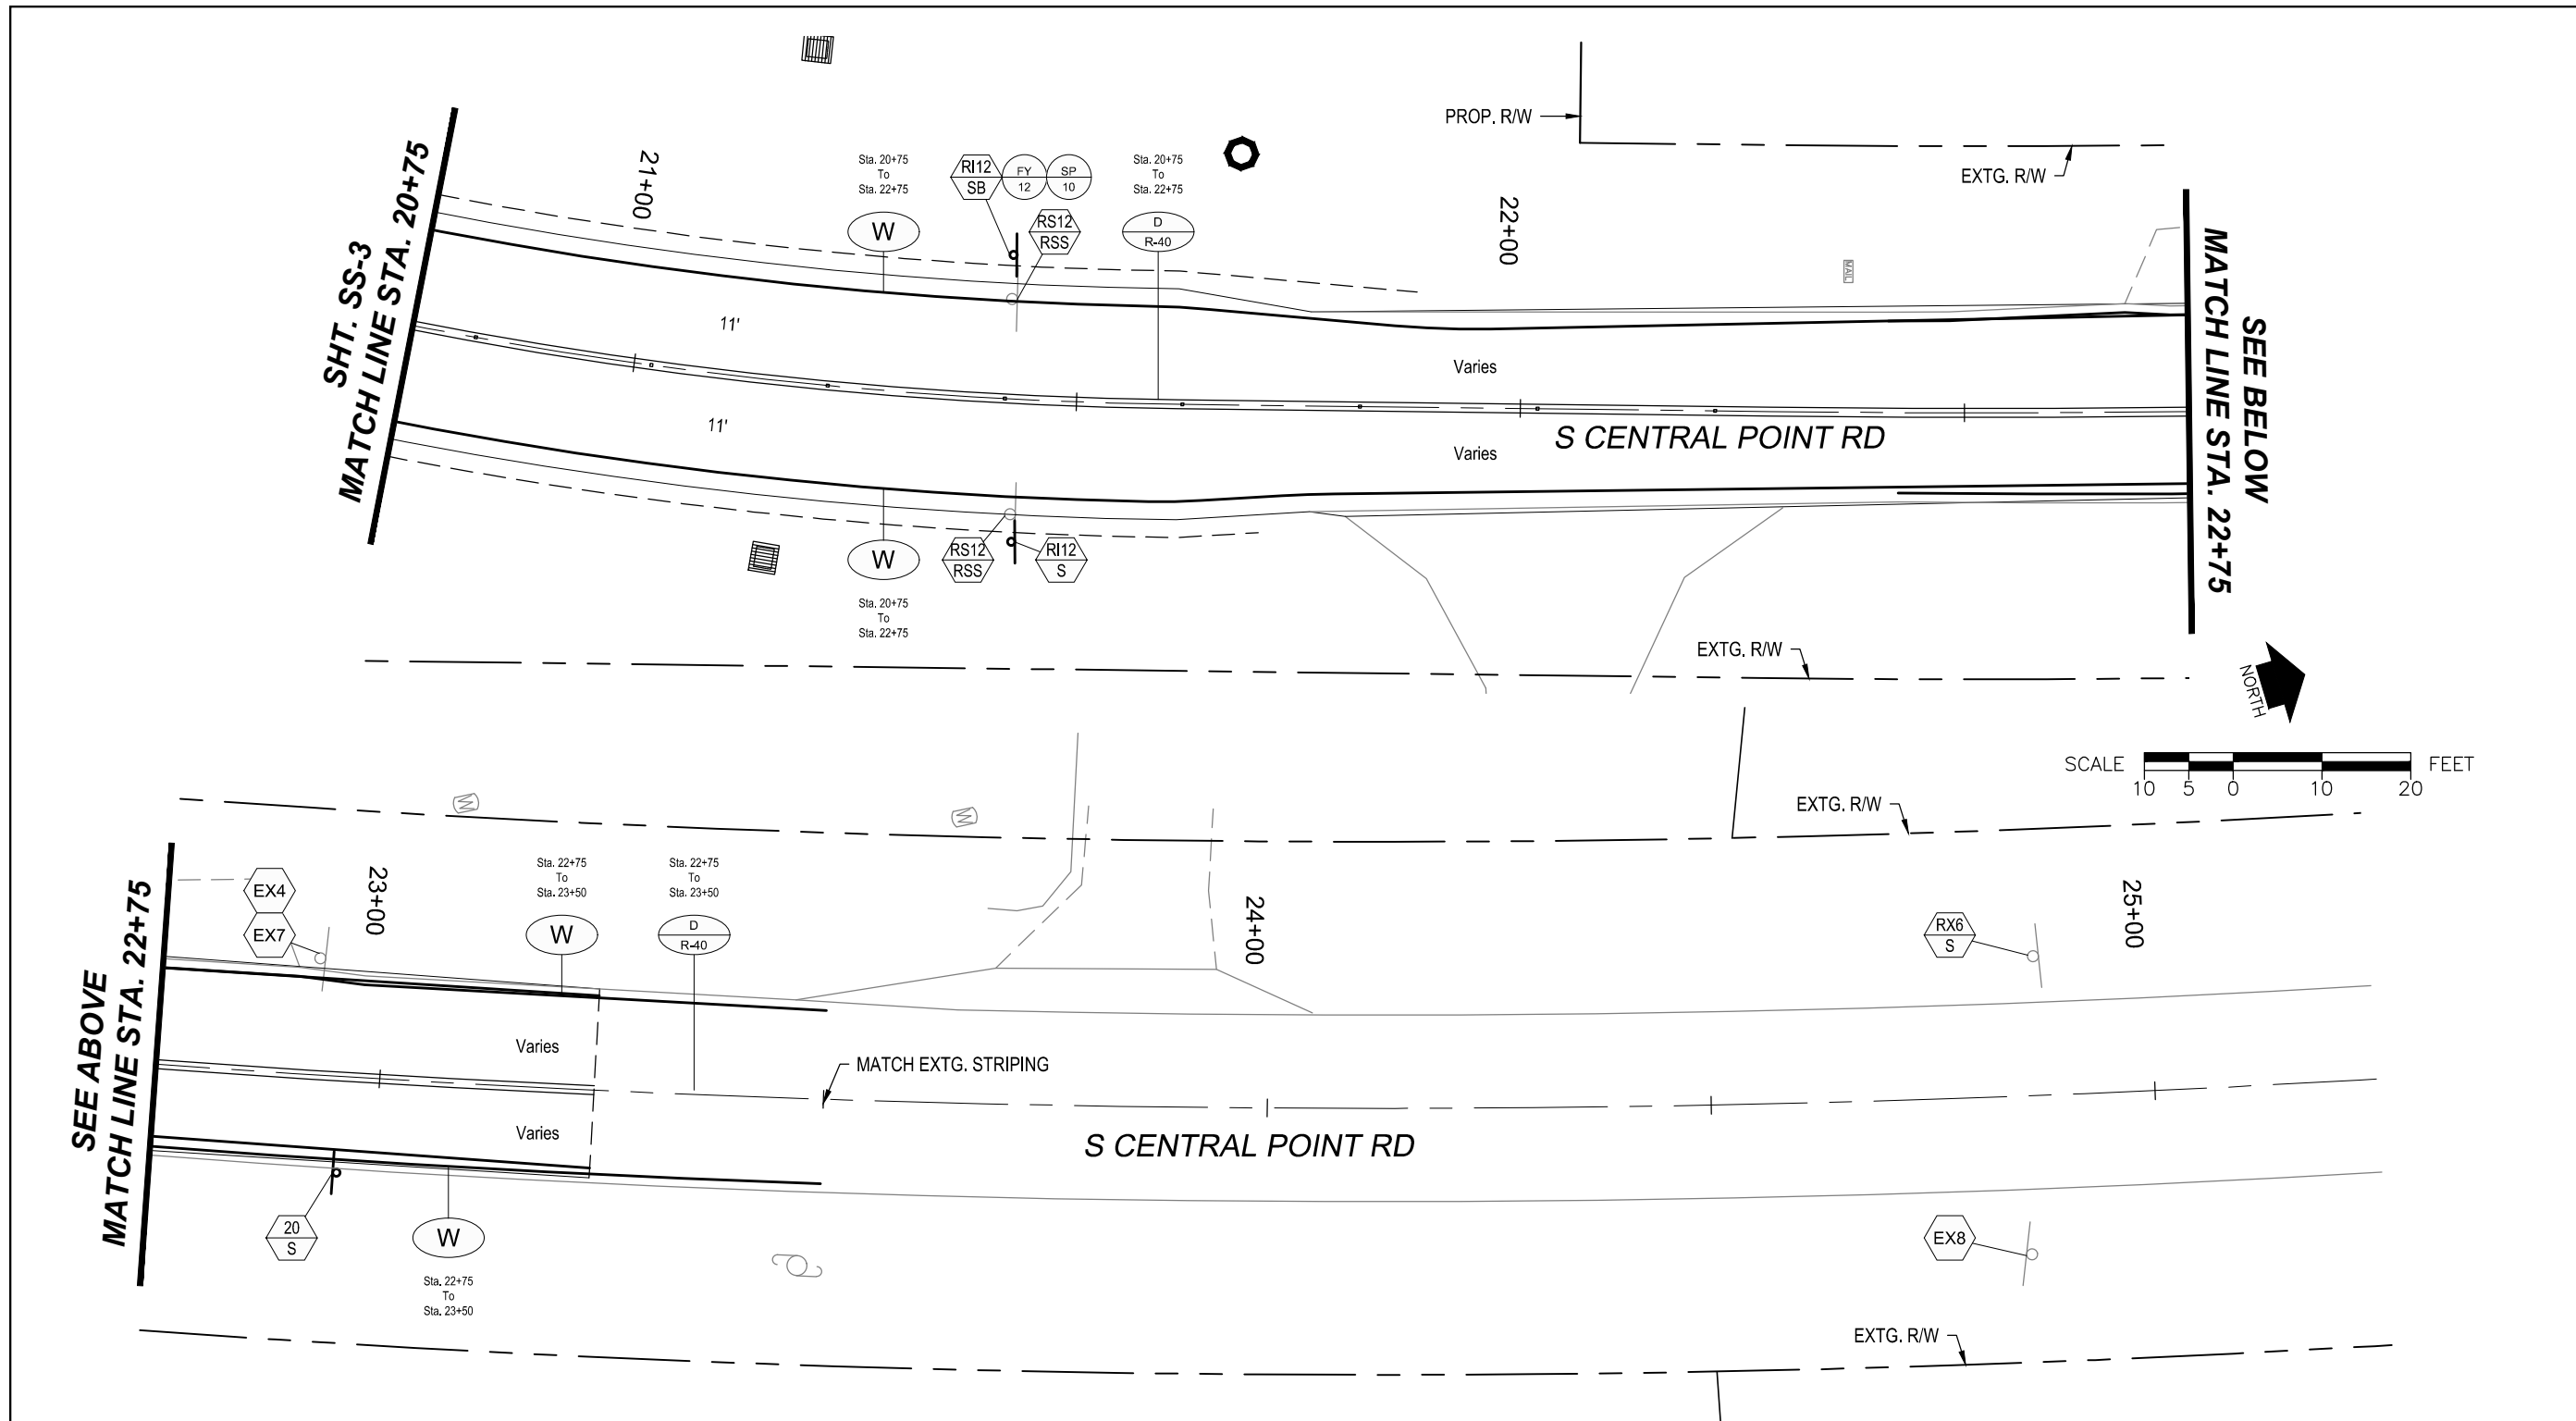 SHT. SS-3
MATCH LINE STA. 20+75
21+00
Sta. 20+75
To
Sta. 22+75
W
RI12
SB
FY
12
SP
10
RS12
RSS
Sta. 20+75
To
Sta. 22+75
D
R-40
22+00
PROP. R/W
EXTG. R/W
MAIL
11'
11'
Varies
Varies
S CENTRAL POINT RD
SEE BELOW
MATCH LINE STA. 22+75
W
Sta. 20+75
To
Sta. 22+75
RS12
RSS
RI12
S
EXTG. R/W
NORTH
SCALE
10 5 0 10 20
FEET
SEE ABOVE
MATCH LINE STA. 22+75
W
W
EX4
EX7
23+00
Sta. 22+75
To
Sta. 23+50
W
Sta. 22+75
To
Sta. 23+50
D
R-40
24+00
EXTG. R/W
RX6
S
25+00
Varies
Varies
MATCH EXTG. STRIPING
S CENTRAL POINT RD
20
S
W
Sta. 22+75
To
Sta. 23+50
EX8
EXTG. R/W